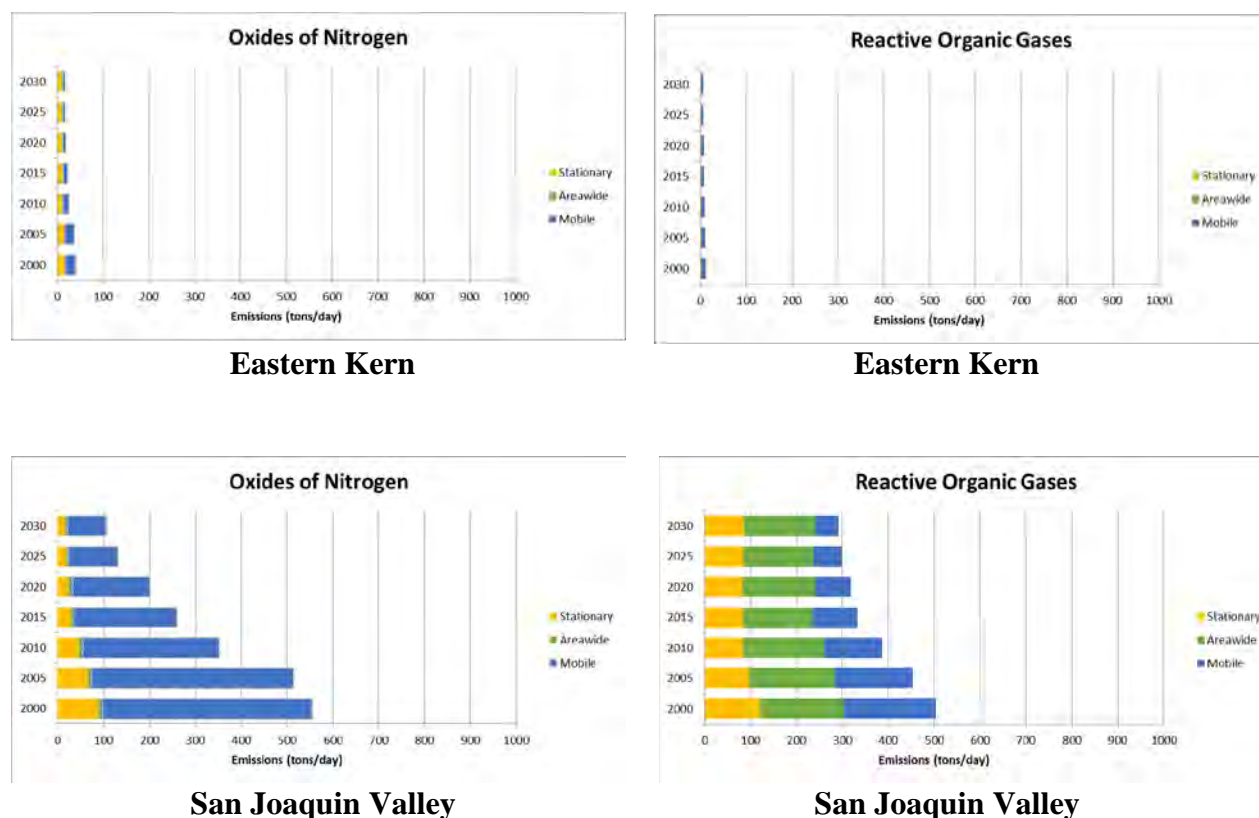 Oxides of Nitrogen
2030
2025
2020
2015
2010
2005
2000
0 100 200 300 400 500 600 700 800 900 1000
Emissions (tons/day)
Stationary
Areawide
Mobile
Eastern Kern
Reactive Organic Gases
2030
2025
2020
2015
2010
2005
2000
0 100 200 300 400 500 600 700 800 900 1000
Emissions (tons/day)
Stationary
Areawide
Mobile
Eastern Kern
Oxides of Nitrogen
2030
2025
2020
2015
2010
2005
2000
0 100 200 300 400 500 600 700 800 900 1000
Emissions (tons/day)
Stationary
Areawide
Mobile
San Joaquin Valley
Reactive Organic Gases
2030
2025
2020
2015
2010
2005
2000
0 100 200 300 400 500 600 700 800 900 1000
Emissions (tons/day)
Stationary
Areawide
Mobile
San Joaquin Valley